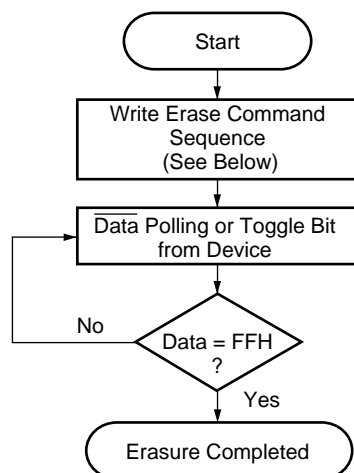 Start
Write Erase Command
Sequence
(See Below)
Data Polling or Toggle Bit
from Device
No
Data = FFH
?
Yes
Erasure Completed